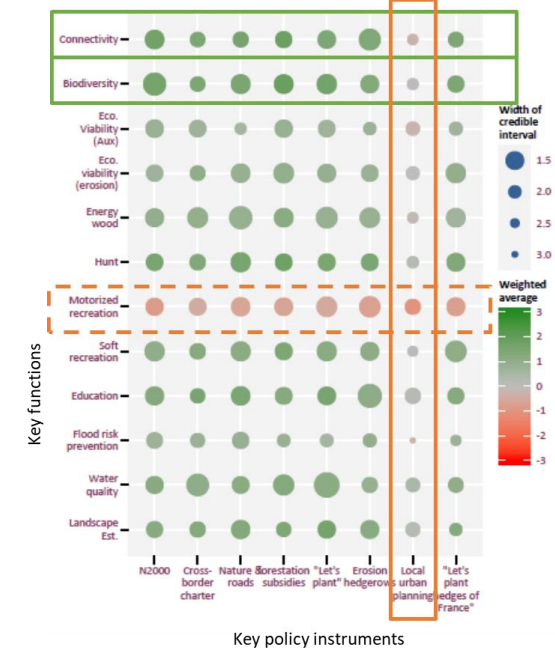 Connectivity
Biodiversity
Eco.
Viability
(Aux)
Eco.
viability
(erosion)
Energy
wood
Hunt
Motorized
recreation
Soft
recreation
Education
Flood risk
prevention
Water
quality
Landscape
Est.
Key functions
N2000
Cross-
border
charter
Nature &
roads
forestation
subsidies
"Let's
plant"
Erosion
hedgerows
Local
urban
planning
"Let's
plant
hedges of
France"
Key policy instruments
Width of
credible
interval
1.5
2.0
2.5
3.0
Weighted
average
3
2
1
0
-1
-2
-3